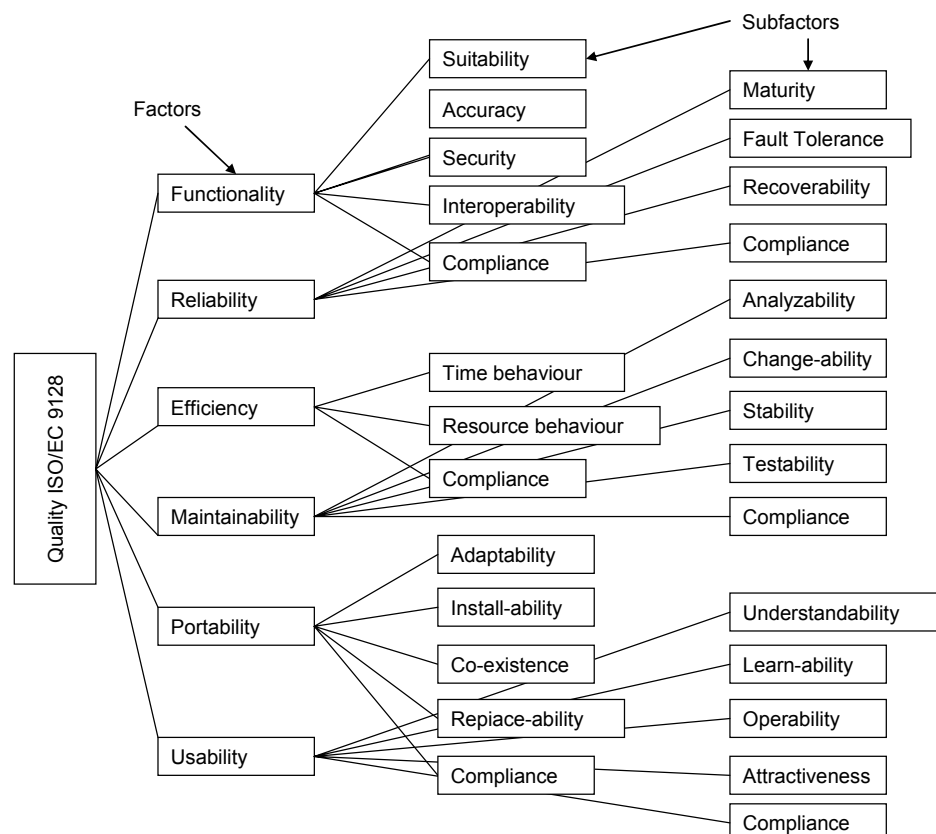 Subfactors
Factors
Quality ISO/EC 9128
Functionality
Suitability
Accuracy
Security
Interoperability
Compliance
Reliability
Maturity
Fault Tolerance
Recoverability
Compliance
Efficiency
Time behaviour
Resource behaviour
Compliance
Maintainability
Analyzability
Change-ability
Stability
Testability
Compliance
Portability
Adaptability
Install-ability
Co-existence
Repiace-ability
Compliance
Usability
Understandability
Learn-ability
Operability
Attractiveness
Compliance